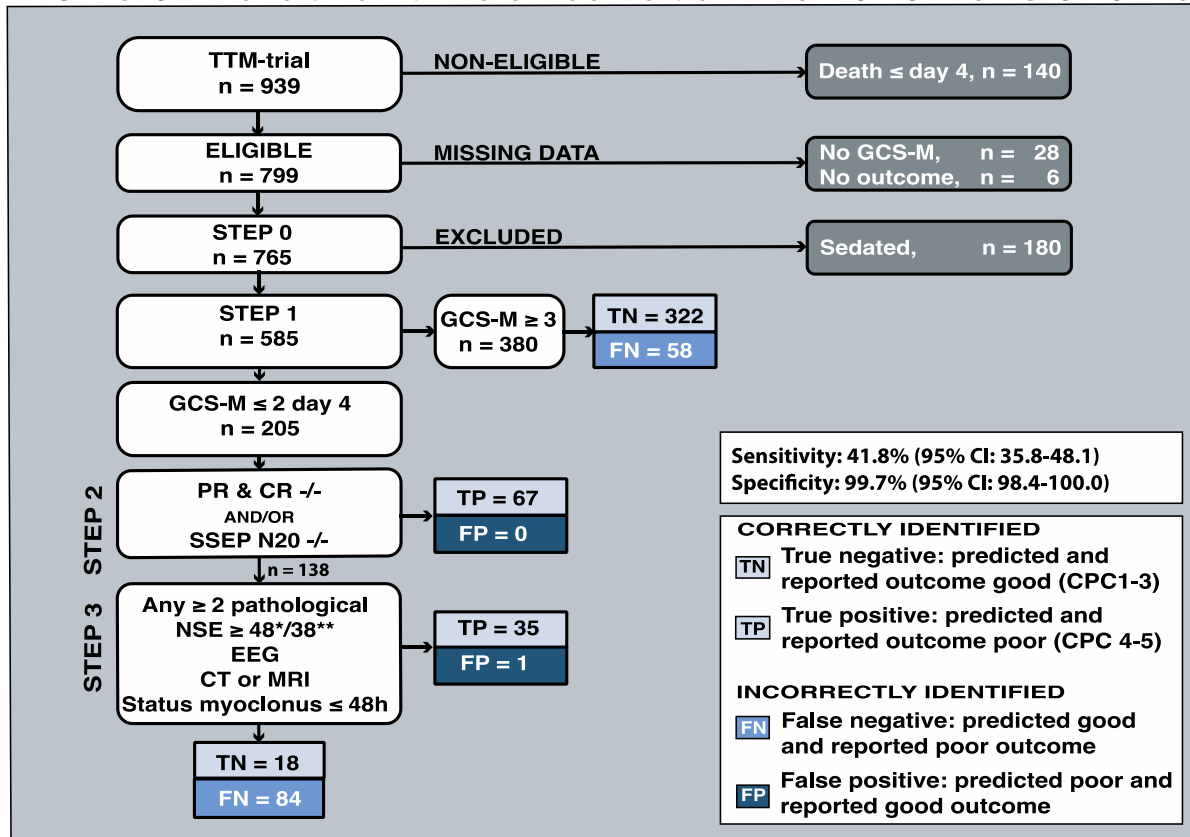 TTM-trial
n = 939
NON-ELIGIBLE
Death ≤ day 4, n = 140
ELIGIBLE
n = 799
MISSING DATA
No GCS-M, n = 28
No outcome, n = 6
STEP 0
n = 765
EXCLUDED
Sedated, n = 180
STEP 1
n = 585
GCS-M ≥ 3
n = 380
TN = 322
FN = 58
GCS-M ≤ 2 day 4
n = 205
STEP 2
PR & CR -/-
AND/OR
SSEP N20 -/-
TP = 67
FP = 0
n = 138
STEP 3
Any ≥ 2 pathological
NSE ≥ 48*/38**
EEG
CT or MRI
Status myoclonus ≤ 48h
TP = 35
FP = 1
TN = 18
FN = 84
Sensitivity: 41.8% (95% CI: 35.8-48.1)
Specificity: 99.7% (95% CI: 98.4-100.0)
CORRECTLY IDENTIFIED
TN True negative: predicted and
reported outcome good (CPC1-3)
TP True positive: predicted and
reported outcome poor (CPC 4-5)
INCORRECTLY IDENTIFIED
FN False negative: predicted good
and reported poor outcome
FP False positive: predicted poor and
reported good outcome